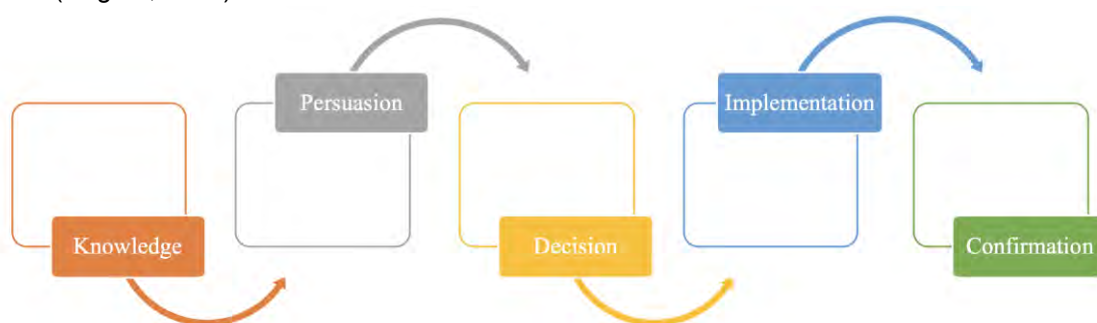 Knowledge
Persuasion
Decision
Implementation
Confirmation